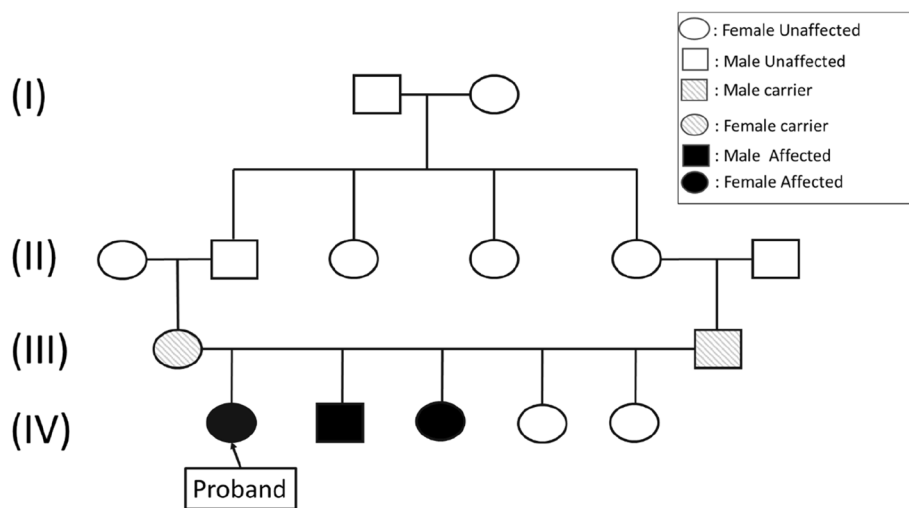 (I)
(II)
(III)
(IV)
Proband
: Female Unaffected
: Male Unaffected
: Male carrier
: Female carrier
: Male  Affected
: Female Affected